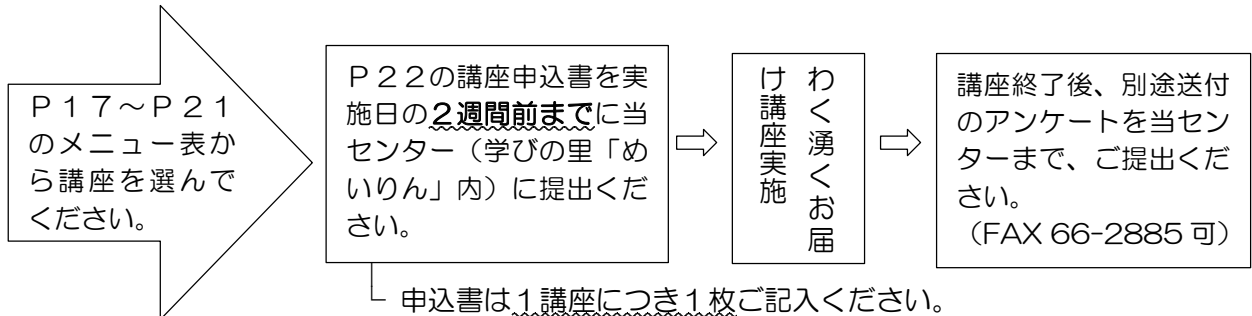 Ｐ１７～Ｐ２１
のメニュー表か
ら講座を選んで
ください。
Ｐ２２の講座申込書を実
施日の２週間前までに当
センター（学びの里「め
いりん」内）に提出くだ
さい。
わく湧くお届
け講座実施
講座終了後、別途送付
のアンケートを当セン
ターまで、ご提出くだ
さい。
（FAX 66-2885 可）
申込書は１講座につき１枚ご記入ください。